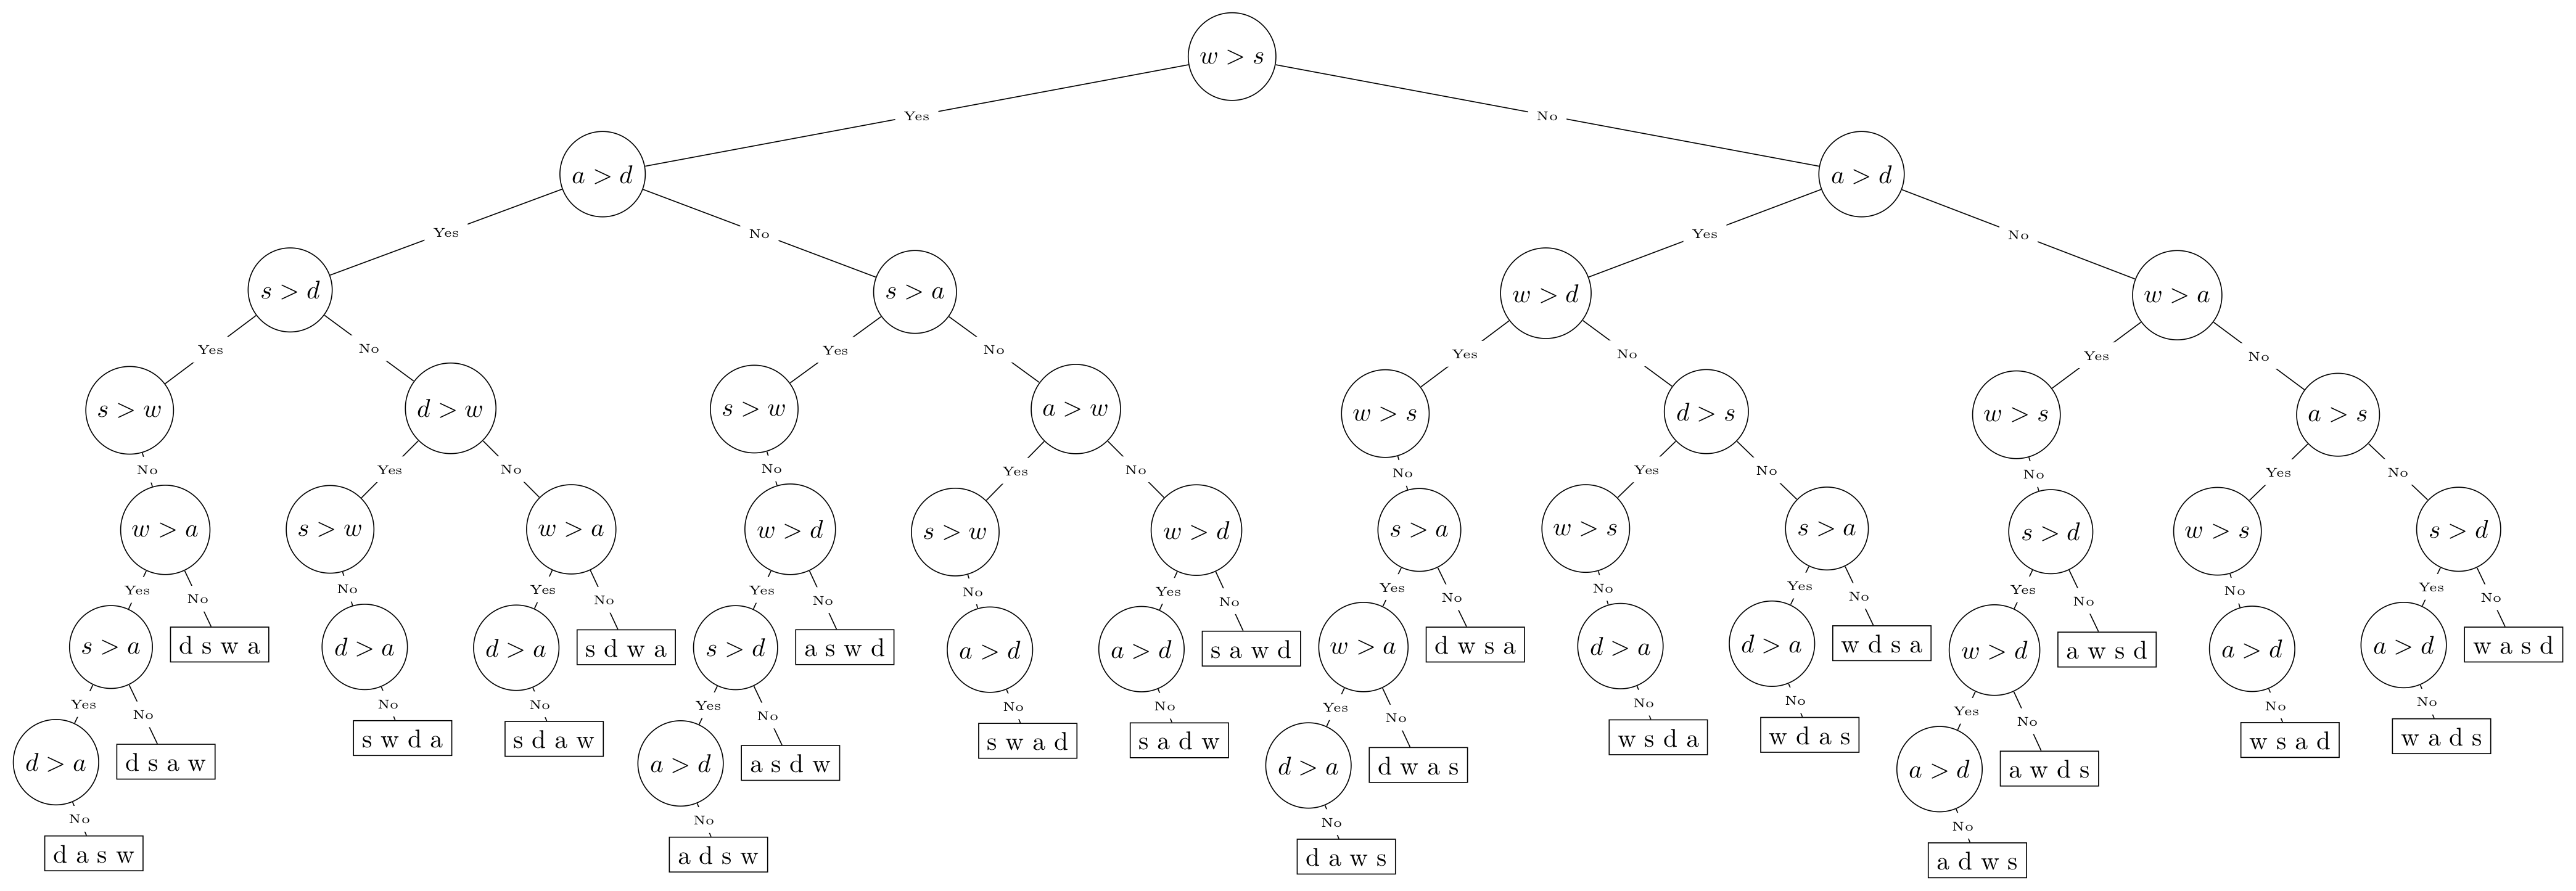 w > s
Yes No
a > d a > d
Yes No Yes No
s > d s > a w > d w > a
Yes No Yes No Yes No Yes No
s > w d > w s > w a > w w > s d > s w > s a > s
No Yes No No Yes No No Yes No No Yes No
w > a s > w w > a w > d s > w w > d s > a w > s s > a s > d w > s s > d
Yes No No Yes No Yes No No Yes No Yes No No Yes No Yes No No Yes No
s > a d s w a d > a d > a s d w a s > d a s w d a > d a > d s a w d w > a d w s a d > a d > a w d s a w > d a w s d a > d a > d w a s d
Yes No No No Yes No No No Yes No No No Yes No No No
d > a d s a w s w d a s d a w a > d a s d w s w a d s a d w d > a d w a s w s d a w d a s a > d a w d s w s a d w a d s
No No No No
d a s w a d s w d a w s a d w s